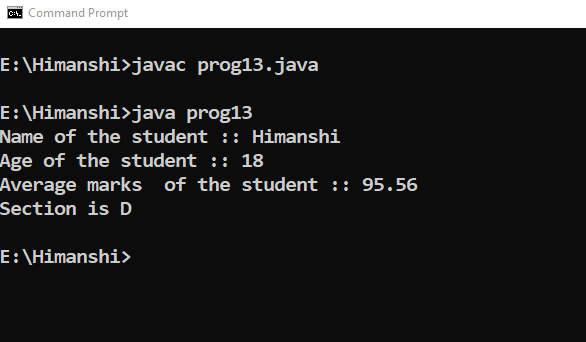 Command Prompt
E:\Himanshi>javac prog13.java
E:\Himanshi>java prog13
Name of the student :: Himanshi
Age of the student :: 18
Average marks  of the student :: 95.56
Section is D
E:\Himanshi>